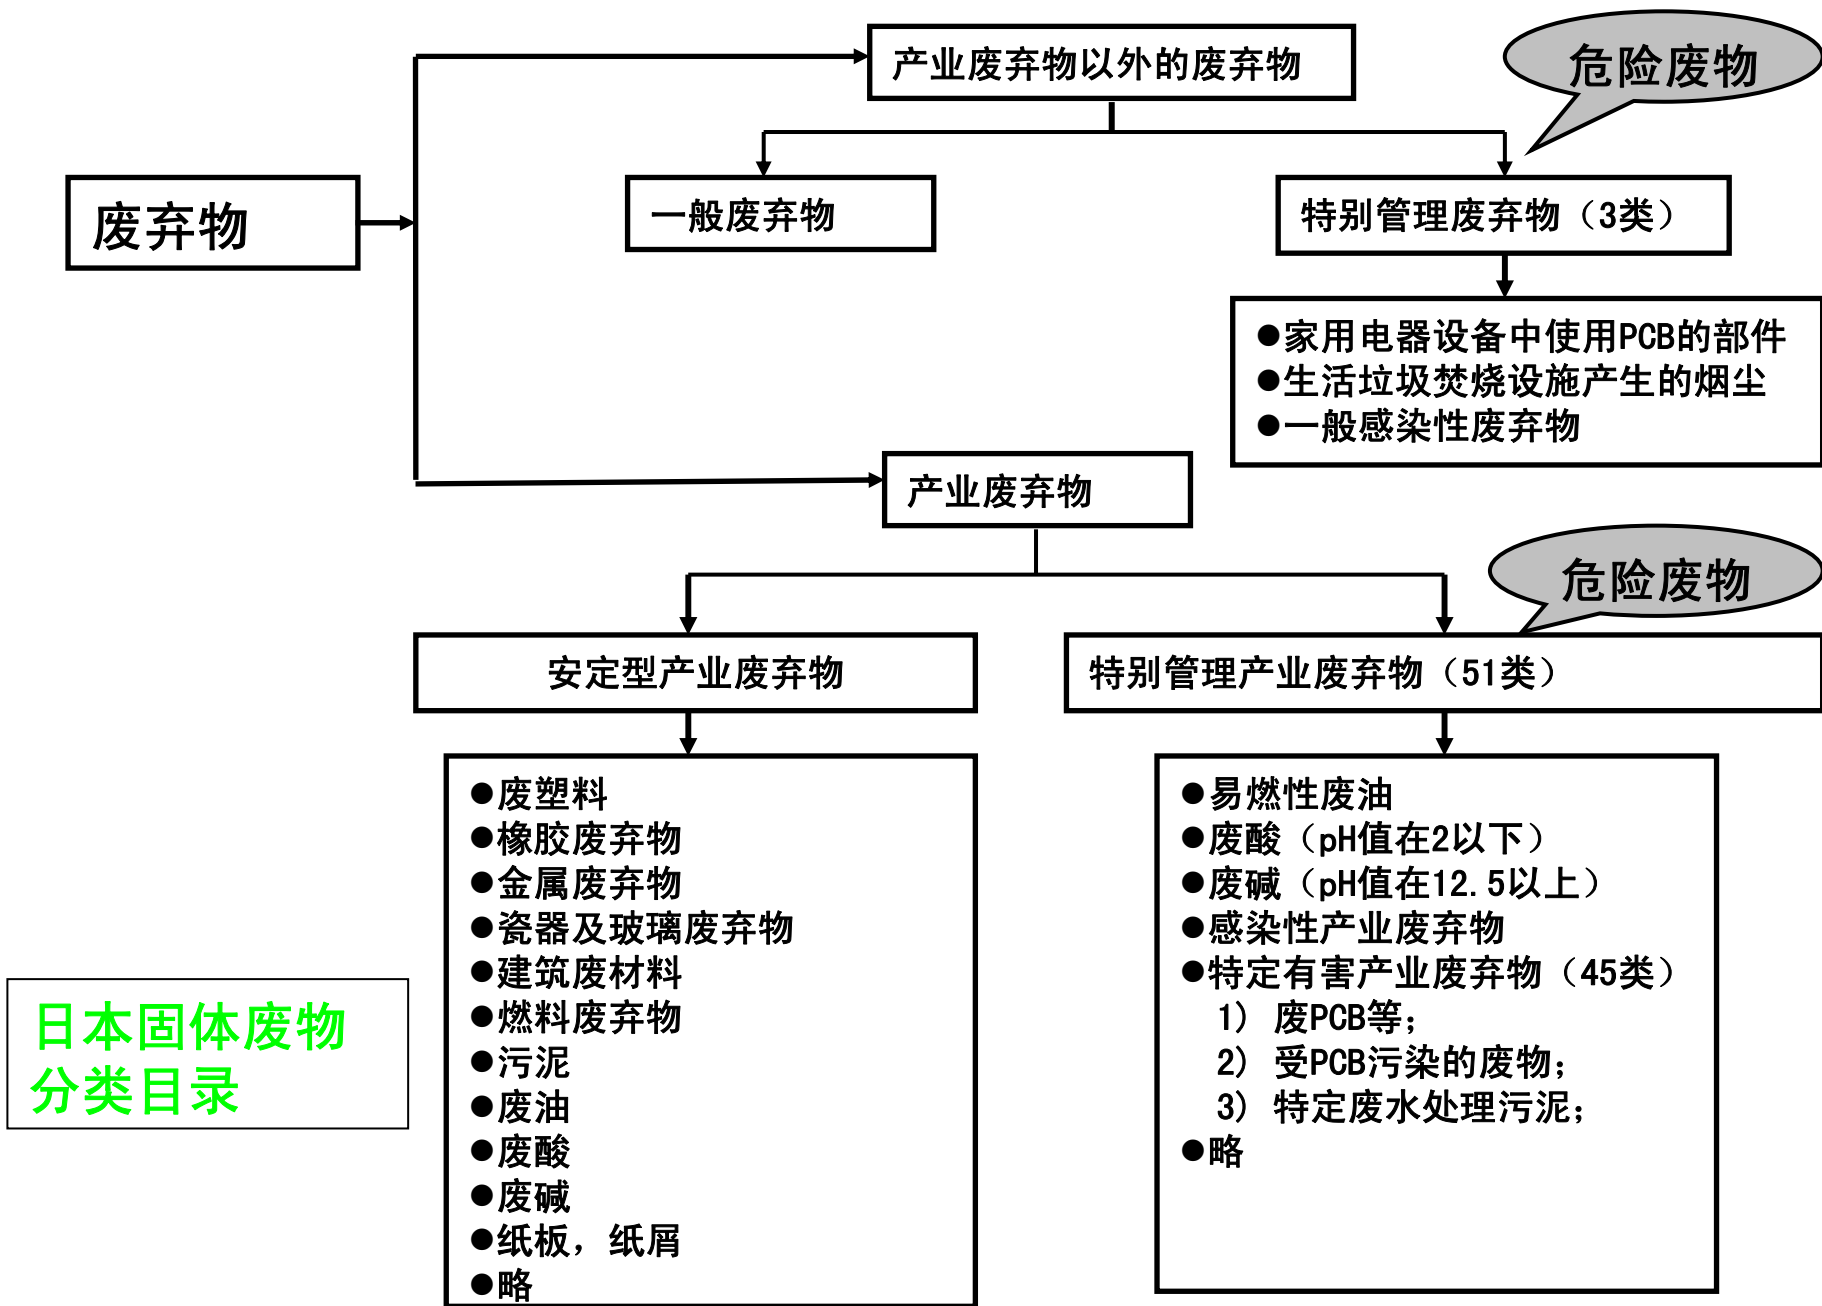 产业废弃物以外的废弃物
危险废物
废弃物
一般废弃物
特别管理废弃物（3类）
●家用电器设备中使用PCB的部件
●生活垃圾焚烧设施产生的烟尘
●一般感染性废弃物
产业废弃物
危险废物
安定型产业废弃物
特别管理产业废弃物（51类）
●废塑料
●橡胶废弃物
●金属废弃物
●瓷器及玻璃废弃物
●建筑废材料
●燃料废弃物
●污泥
●废油
●废酸
●废碱
●纸板，纸屑
●略
●易燃性废油
●废酸（pH值在2以下）
●废碱（pH值在12.5以上）
●感染性产业废弃物
●特定有害产业废弃物（45类）
1） 废PCB等；
2） 受PCB污染的废物；
3） 特定废水处理污泥；
●略
日本固体废物
分类目录